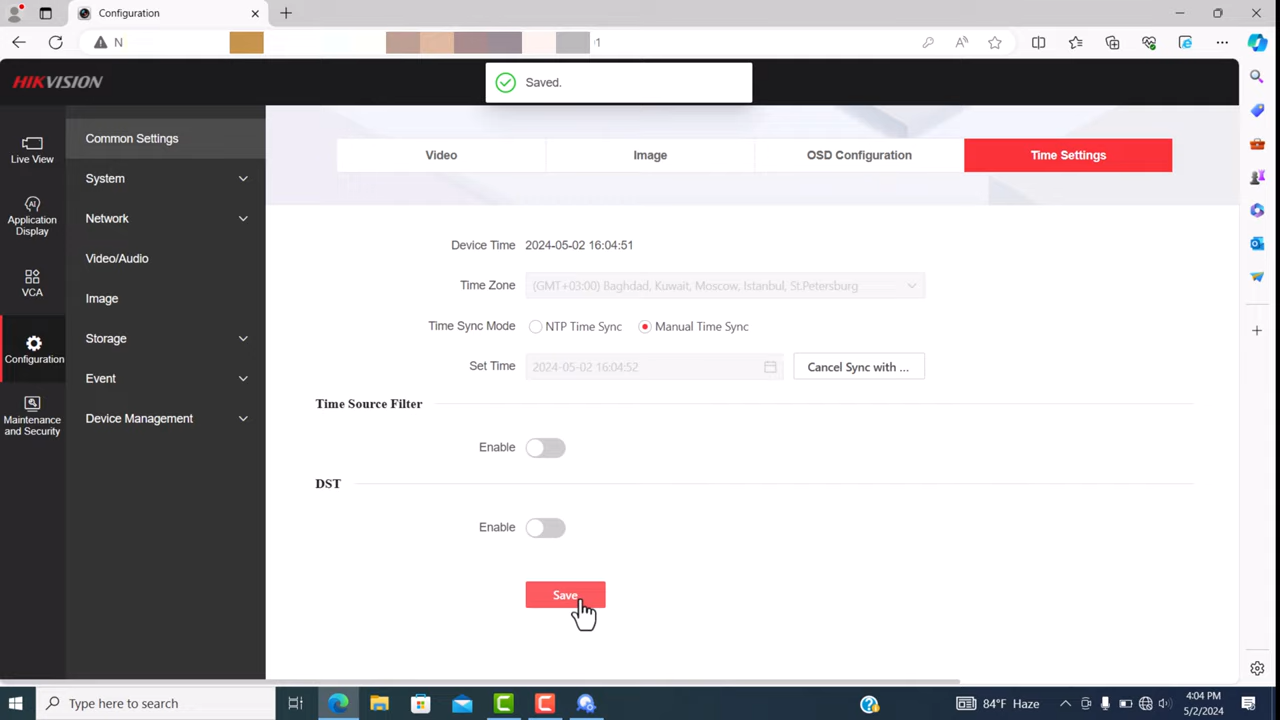 Configuration
N
1
HIKVISION
Saved.
Live View
Application
Display
VCA
Configuration
Maintenance
and Security
Common Settings
System
Network
Video/Audio
Image
Storage
Event
Device Management
Video
Image
OSD Configuration
Time Settings
Device Time 2024-05-02 16:04:51
Time Zone (GMT+03:00) Baghdad, Kuwait, Moscow, Istanbul, St.Petersburg
Time Sync Mode NTP Time Sync Manual Time Sync
Set Time 2024-05-02 16:04:52 Cancel Sync with ...
Time Source Filter
Enable
DST
Enable
Save
Type here to search
84°F Haze
4:04 PM
5/2/2024